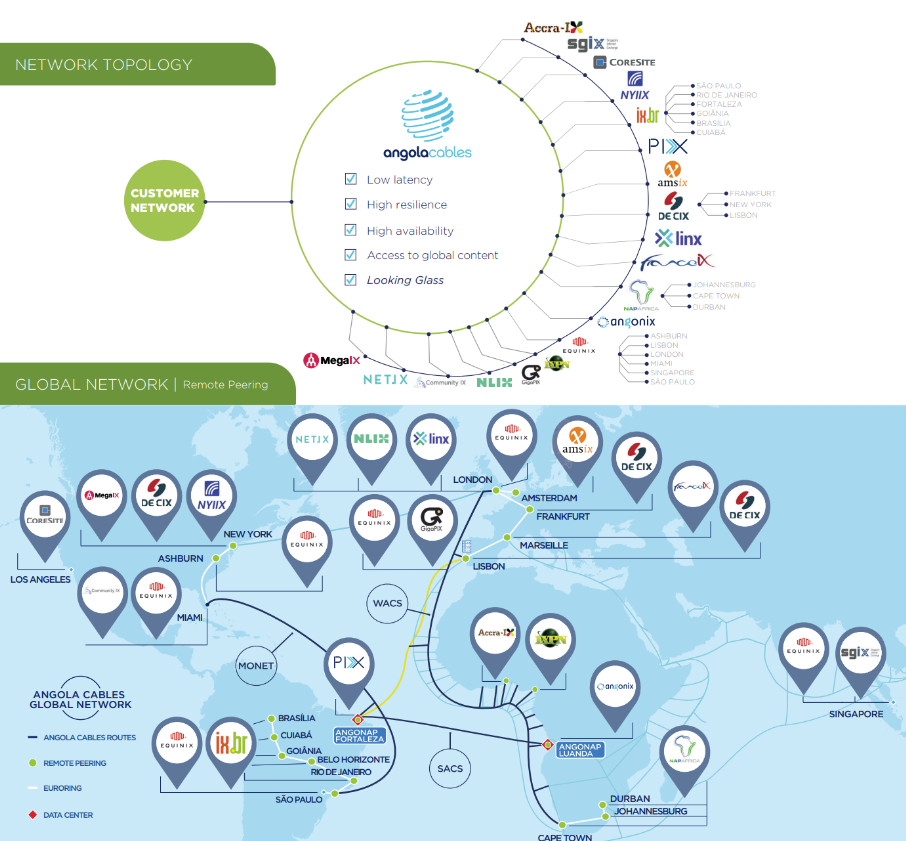 NETWORK TOPOLOGY
Accra-IX
sgix
CORESITE
NYIIX
ix.br
SÃO PAULO
RIO DE JANEIRO
FORTALEZA
GOIÂNIA
BRASÍLIA
CUIABÁ
PIX
amsix
DE CIX
FRANKFURT
NEW YORK
LISBON
linx
franceIX
NAPAFRICA
JOHANNESBURG
CAPE TOWN
DURBAN
angonix
EQUINIX
ASHBURN
LISBON
LONDON
MIAMI
SINGAPORE
SÃO PAULO
IXPN
GigaPIX
NLIX
Community IX
NETIX
MegaIX
angolacables
Low latency
High resilience
High availability
Access to global content
Looking Glass
CUSTOMER
NETWORK
GLOBAL NETWORK | Remote Peering
NETIX
NLIX
linx
EQUINIX
amsix
DE CIX
franceIX
DE CIX
CORESITE
MegaIX
DE CIX
NYIIX
EQUINIX
EQUINIX
GigaPIX
LONDON
AMSTERDAM
FRANKFURT
MARSEILLE
LISBON
NEW YORK
ASHBURN
LOS ANGELES
Community IX
EQUINIX
MIAMI
WACS
MONET
PIX
Accra-IX
IXPN
angonix
EQUINIX
sgix
SINGAPORE
ANGOLA CABLES
GLOBAL NETWORK
ANGOLA CABLES ROUTES
REMOTE PEERING
EURORING
DATA CENTER
EQUINIX
ix.br
BRASÍLIA
CUIABÁ
GOIÂNIA
BELO HORIZONTE
RIO DE JANEIRO
SÃO PAULO
ANGONAP
FORTALEZA
SACS
ANGONAP
LUANDA
NAPAFRICA
DURBAN
JOHANNESBURG
CAPE TOWN